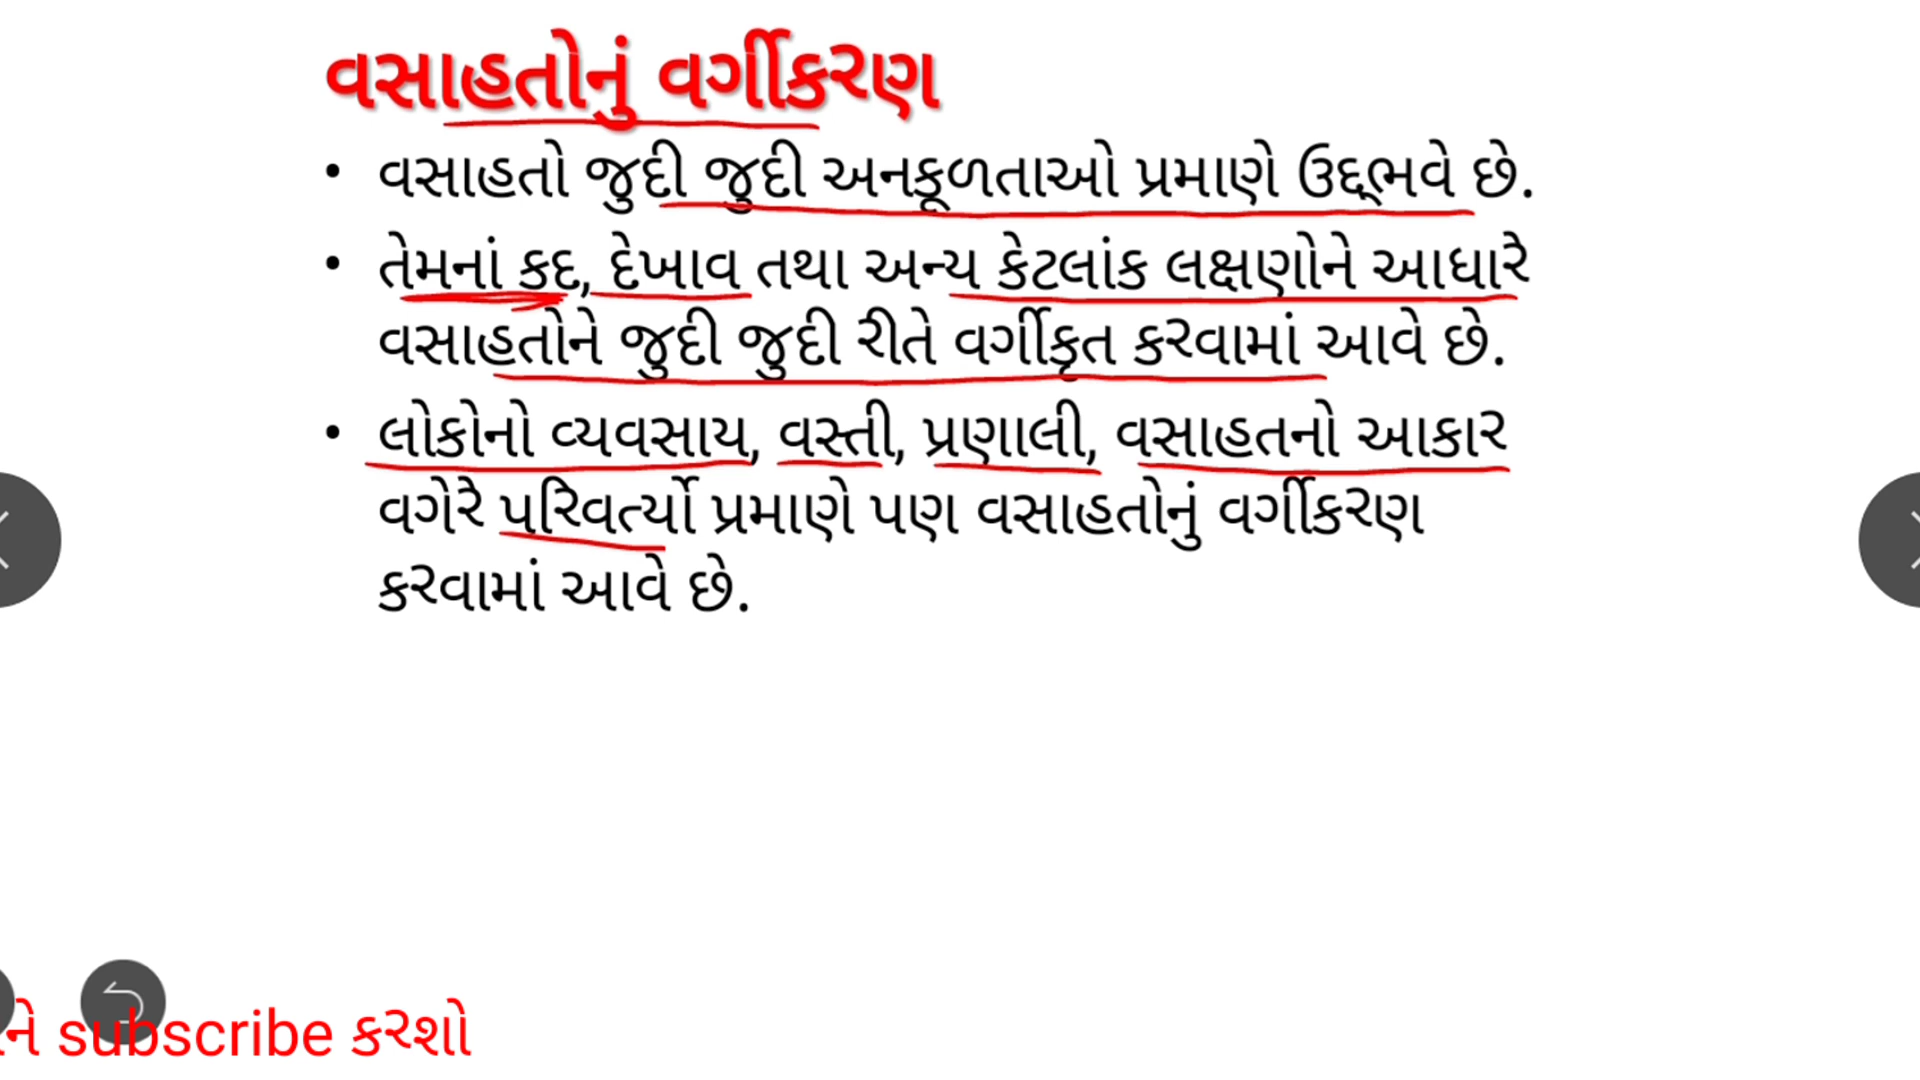 વસાહતોનું વર્ગીકરણ
• વસાહતો જુદી જુદી અનકૂળતાઓ પ્રમાણે ઉદ્દભવે છે.
• તેમનાં કદ, દેખાવ તથા અન્ય કેટલાંક લક્ષણોને આધારે
વસાહતોને જુદી જુદી રીતે વર્ગીકૃત કરવામાં આવે છે.
• લોકોનો વ્યવસાય, વસ્તી, પ્રણાલી, વસાહતનો આકાર
વગેરે પરિવર્ત્યો પ્રમાણે પણ વસાહતોનું વર્ગીકરણ
કરવામાં આવે છે.
ને subscribe કરશો